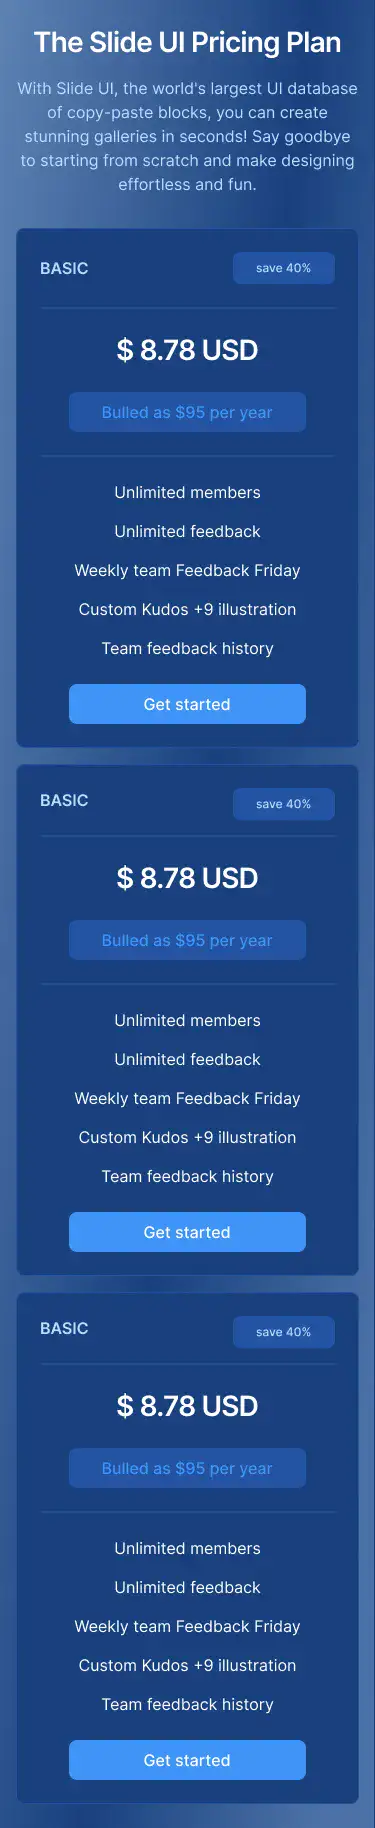 The Slide UI Pricing Plan
With Slide UI, the world's largest UI database
of copy-paste blocks, you can create
stunning galleries in seconds! Say goodbye
to starting from scratch and make designing
effortless and fun.
BASIC
save 40%
$ 8.78 USD
Bulled as $95 per year
Unlimited members
Unlimited feedback
Weekly team Feedback Friday
Custom Kudos +9 illustration
Team feedback history
Get started
BASIC
save 40%
$ 8.78 USD
Bulled as $95 per year
Unlimited members
Unlimited feedback
Weekly team Feedback Friday
Custom Kudos +9 illustration
Team feedback history
Get started
BASIC
save 40%
$ 8.78 USD
Bulled as $95 per year
Unlimited members
Unlimited feedback
Weekly team Feedback Friday
Custom Kudos +9 illustration
Team feedback history
Get started